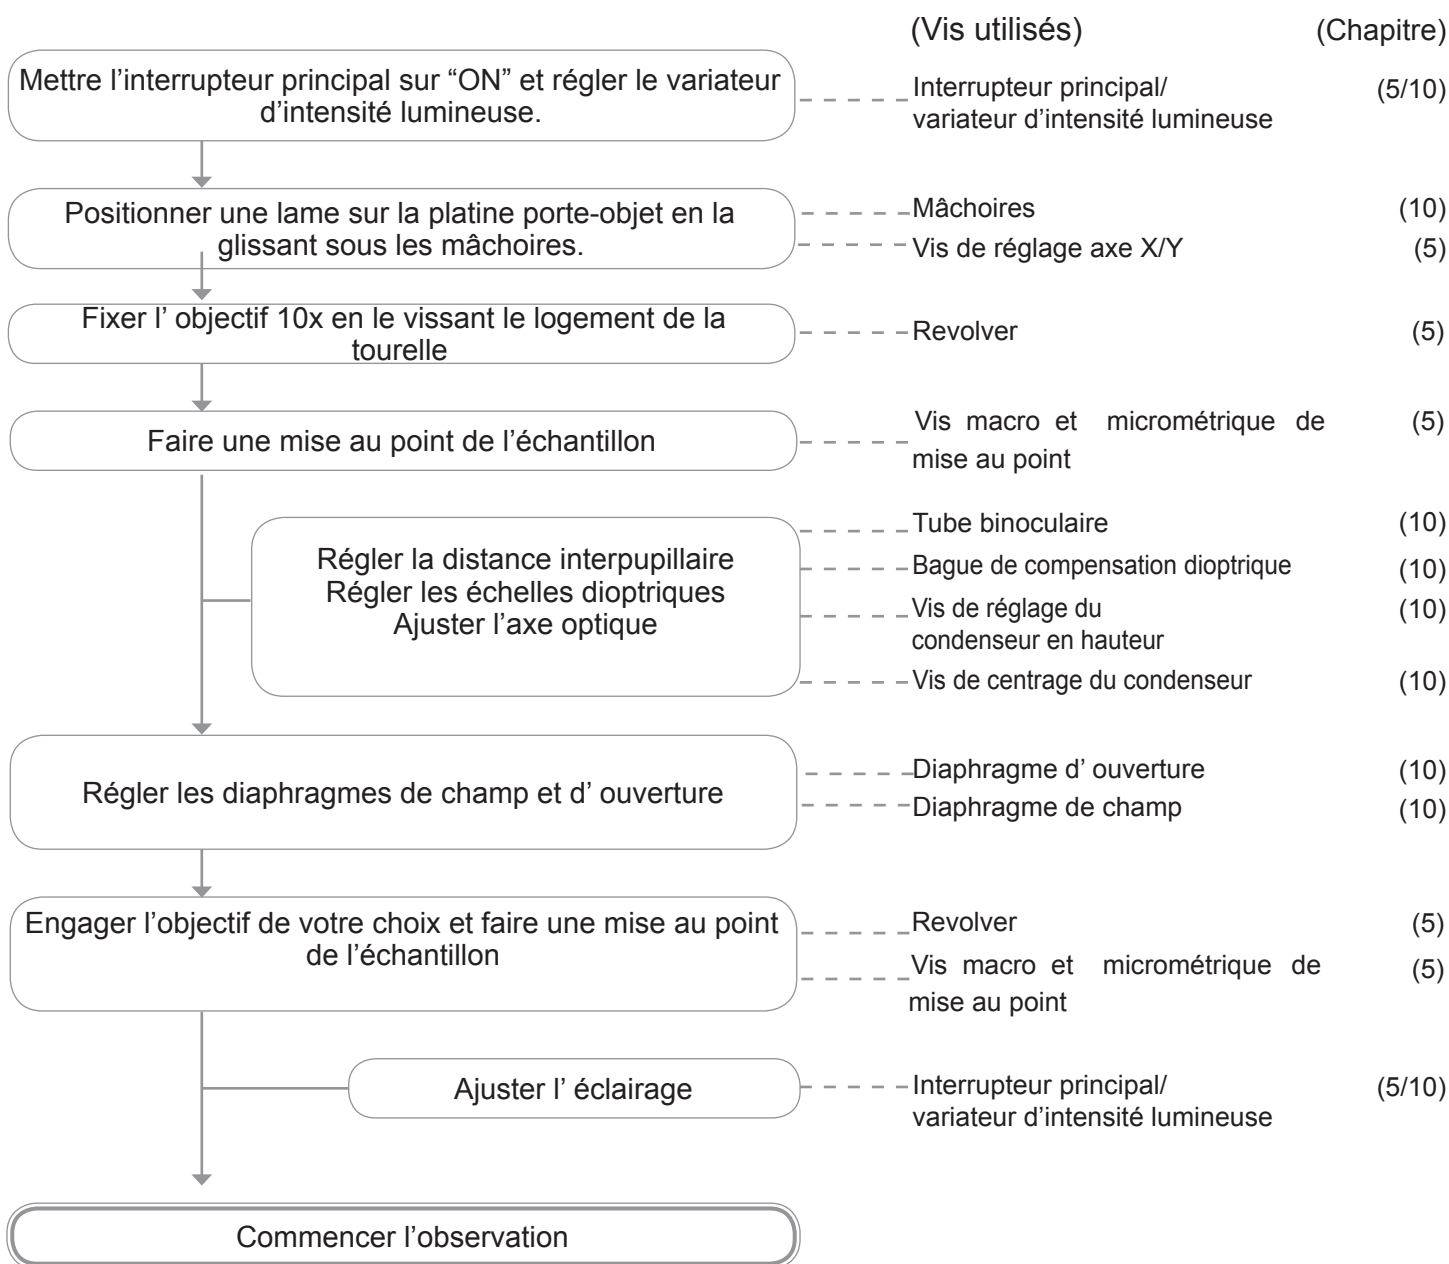 (Vis utilisés) (Chapitre)
Mettre l’interrupteur principal sur “ON” et régler le variateur
d’intensité lumineuse.
Interrupteur principal/ (5/10)
variateur d’intensité lumineuse
Positionner une lame sur la platine porte-objet en la
glissant sous les mâchoires.
Mâchoires (10)
Vis de réglage axe X/Y (5)
Fixer l’ objectif 10x en le vissant le logement de la
tourelle
Revolver (5)
Faire une mise au point de l’échantillon
Vis macro et micrométrique de (5)
mise au point
Régler la distance interpupillaire
Régler les échelles dioptriques
Ajuster l’axe optique
Tube binoculaire (10)
Bague de compensation dioptrique (10)
Vis de réglage du (10)
condenseur en hauteur
Vis de centrage du condenseur (10)
Régler les diaphragmes de champ et d’ ouverture
Diaphragme d’ ouverture (10)
Diaphragme de champ (10)
Engager l’objectif de votre choix et faire une mise au point
de l’échantillon
Revolver (5)
Vis macro et micrométrique de (5)
mise au point
Ajuster l’ éclairage
Interrupteur principal/ (5/10)
variateur d’intensité lumineuse
Commencer l’observation